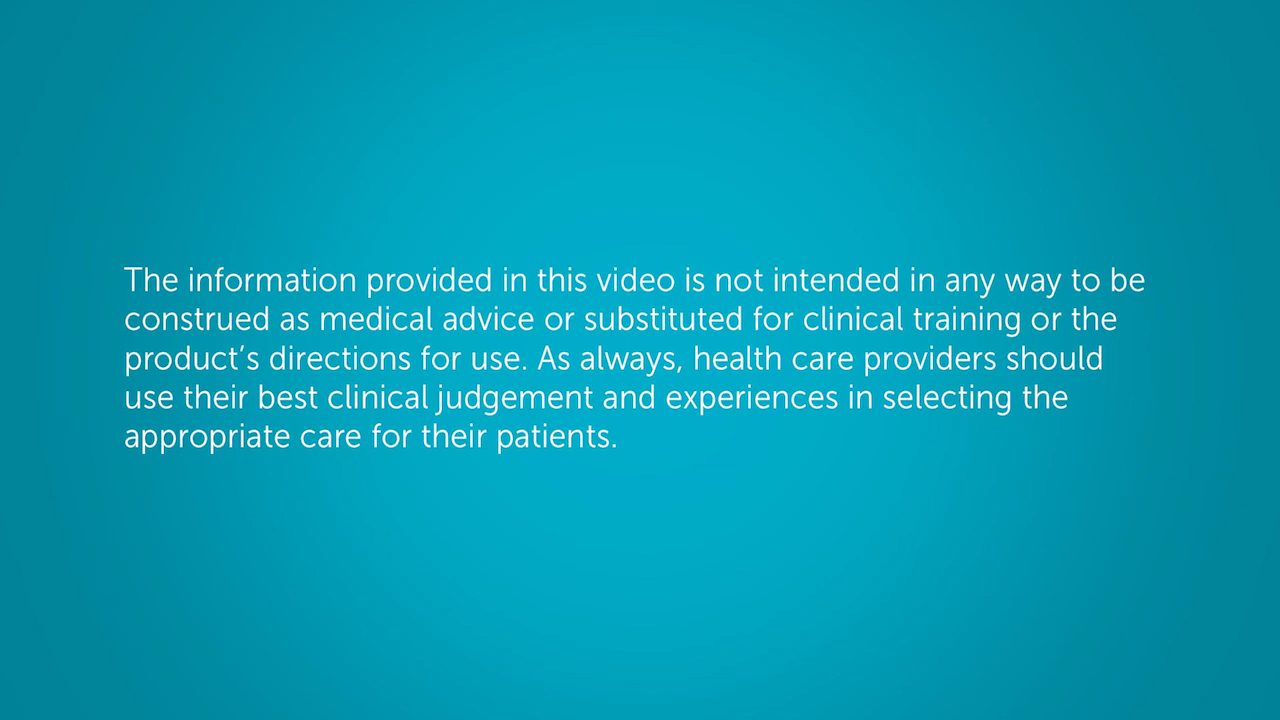 The information provided in this video is not intended in any way to be
construed as medical advice or substituted for clinical training or the
product’s directions for use. As always, health care providers should
use their best clinical judgement and experiences in selecting the
appropriate care for their patients.